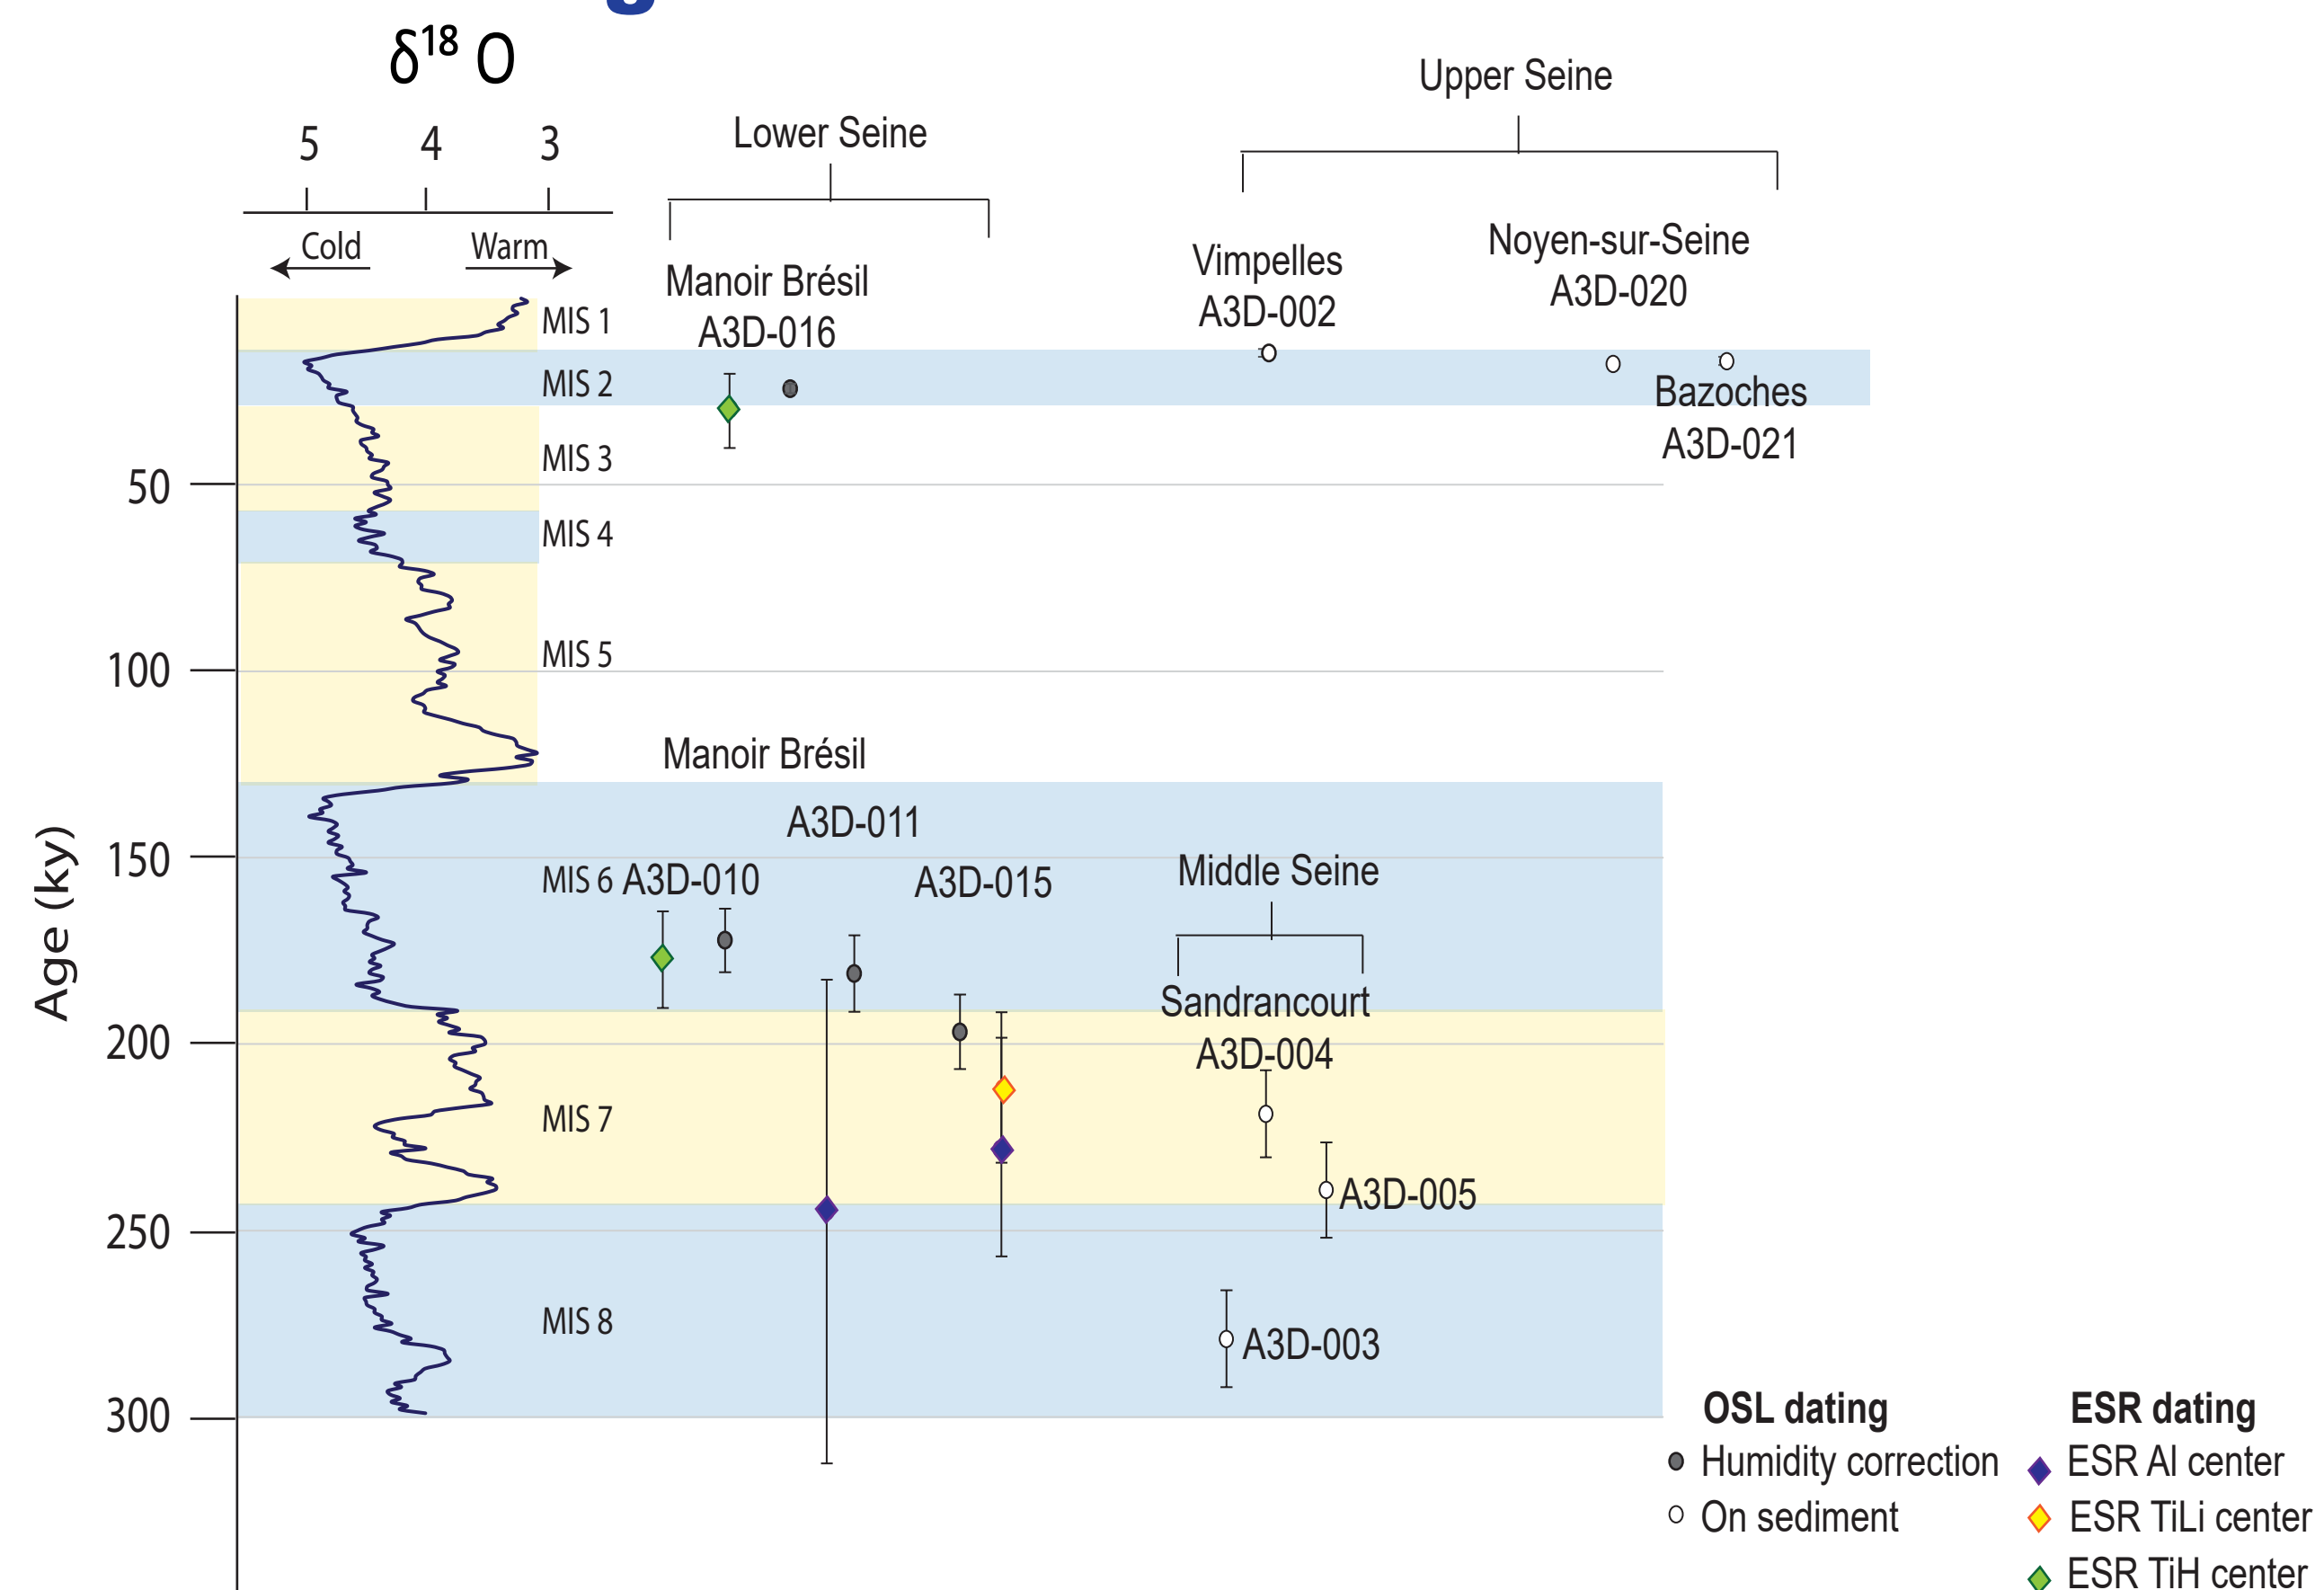 δ18 O
5 4 3
Cold Warm
Lower Seine
Upper Seine
Manoir Brésil
A3D-016
Vimpelles
A3D-002
Noyen-sur-Seine
A3D-020
Bazoches
A3D-021
MIS 1
MIS 2
MIS 3
MIS 4
MIS 5
MIS 6
MIS 7
MIS 8
Age (ky)
50
100
150
200
250
300
Manoir Brésil
A3D-011
A3D-010
A3D-015
Middle Seine
Sandrancourt
A3D-004
A3D-005
A3D-003
OSL dating
Humidity correction
On sediment
ESR dating
ESR Al center
ESR TiLi center
ESR TiH center